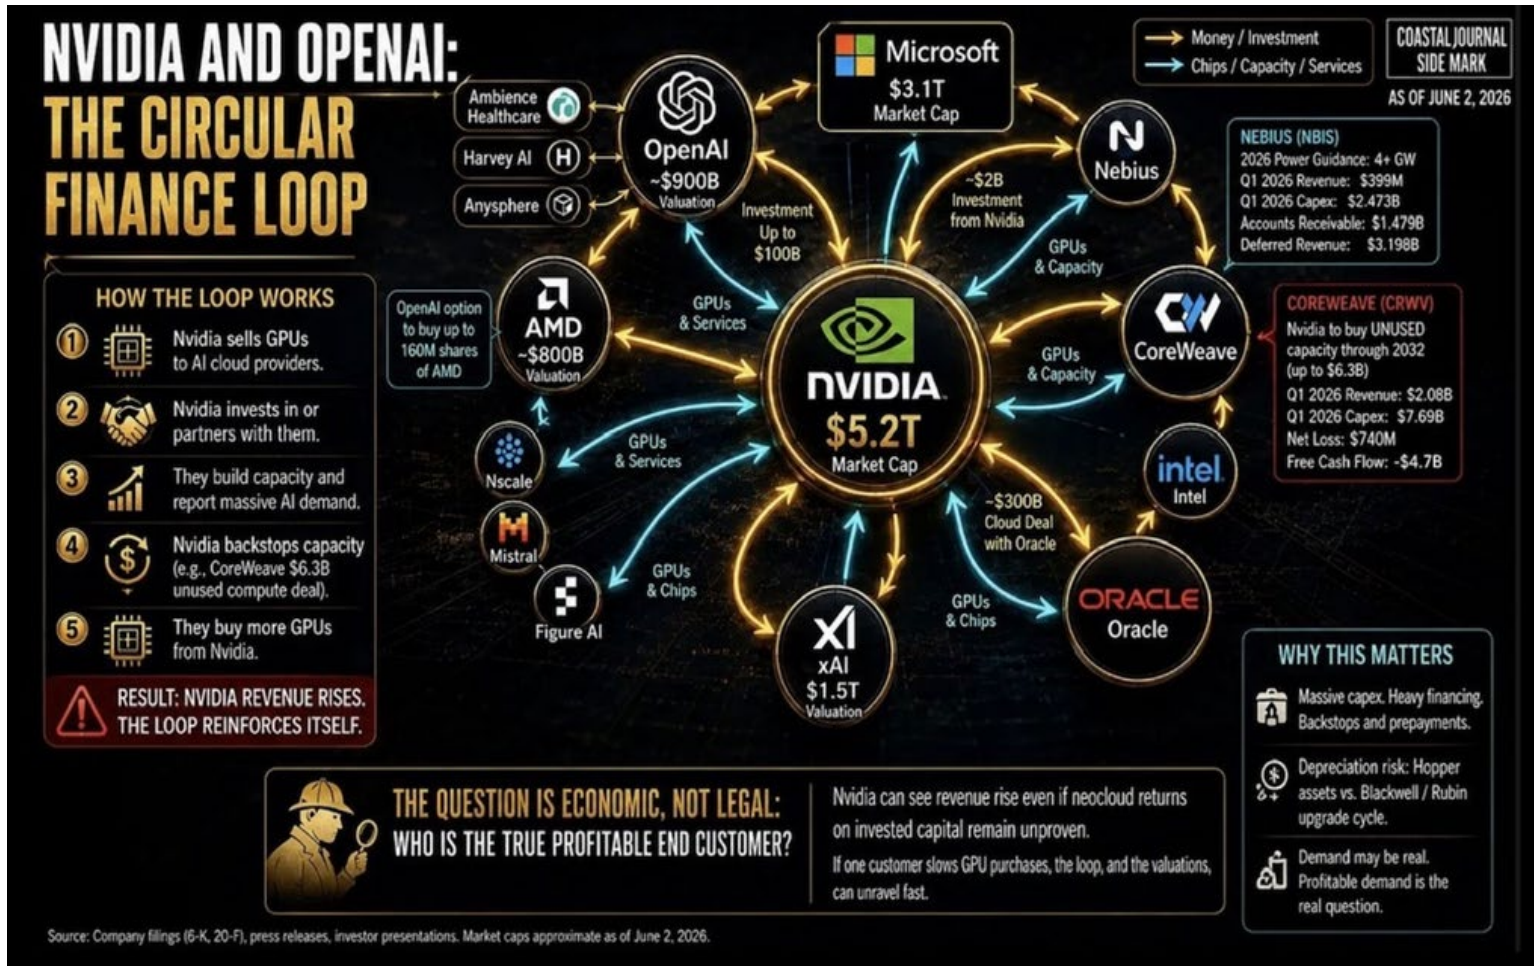 NVIDIA AND OPENAI:
THE CIRCULAR
FINANCE LOOP
HOW THE LOOP WORKS
1
Nvidia sells GPUs
to AI cloud providers.
2
Nvidia invests in or
partners with them.
3
They build capacity and
report massive AI demand.
4
Nvidia backstops capacity
(e.g., CoreWeave $6.3B
unused compute deal).
5
They buy more GPUs
from Nvidia.
RESULT: NVIDIA REVENUE RISES.
THE LOOP REINFORCES ITSELF.
Ambience
Healthcare
Harvey AI
H
Anysphere
OpenAI
~$900B
Valuation
Microsoft
$3.1T
Market Cap
Money / Investment
Chips / Capacity / Services
COASTAL JOURNAL
SIDE MARK
AS OF JUNE 2, 2026
N
Nebius
NEBIUS (NBIS)
2026 Power Guidance: 4+ GW
Q1 2026 Revenue: $399M
Q1 2026 Capex: $2.473B
Accounts Receivable: $1.479B
Deferred Revenue: $3.198B
Investment
Up to
$100B
~$2B
Investment
from Nvidia
GPUs
& Capacity
GPUs
& Services
OpenAI option
to buy up to
160M shares
of AMD
AMD
~$800B
Valuation
NVIDIA
$5.2T
Market Cap
CW
CoreWeave
GPUs
& Capacity
COREWEAVE (CRWV)
Nvidia to buy UNUSED
capacity through 2032
(up to $6.3B)
Q1 2026 Revenue: $2.08B
Q1 2026 Capex: $7.69B
Net Loss: $740M
Free Cash Flow: -$4.7B
Nscale
GPUs
& Services
Mistral
Figure AI
GPUs
& Chips
xAI
xAI
$1.5T
Valuation
~$300B
Cloud Deal
with Oracle
GPUs
& Chips
intel.
Intel
ORACLE
Oracle
WHY THIS MATTERS
Massive capex. Heavy financing.
Backstops and prepayments.
Depreciation risk: Hopper
assets vs. Blackwell / Rubin
upgrade cycle.
Demand may be real.
Profitable demand is the
real question.
THE QUESTION IS ECONOMIC, NOT LEGAL:
WHO IS THE TRUE PROFITABLE END CUSTOMER?
Nvidia can see revenue rise even if neocloud returns
on invested capital remain unproven.
If one customer slows GPU purchases, the loop, and the valuations,
can unravel fast.
Source: Company filings (6-K, 20-F), press releases, investor presentations. Market caps approximate as of June 2, 2026.